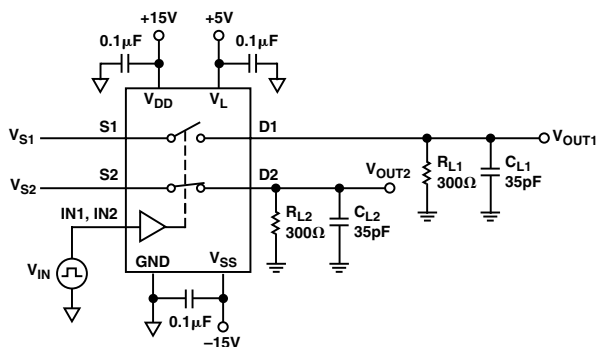 +15V
+5V
0.1µF
0.1µF
VDD
VL
VS1
S1
D1
VOUT1
VS2
S2
D2
VOUT2
RL1
300Ω
CL1
35pF
IN1, IN2
RL2
300Ω
CL2
35pF
VIN
GND
VSS
0.1µF
–15V